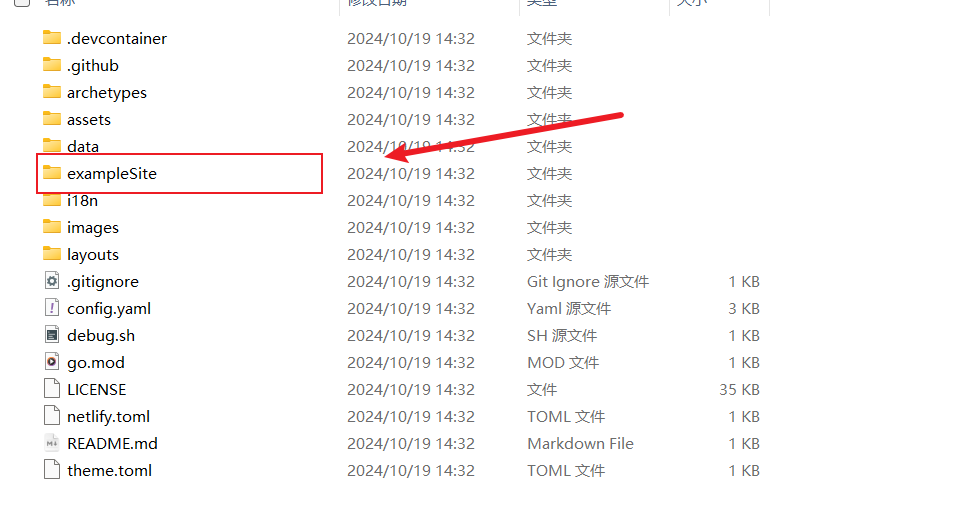 名称 修改日期 类型 大小
.devcontainer 2024/10/19 14:32 文件夹
.github 2024/10/19 14:32 文件夹
archetypes 2024/10/19 14:32 文件夹
assets 2024/10/19 14:32 文件夹
data 2024/10/19 14:32 文件夹
exampleSite 2024/10/19 14:32 文件夹
i18n 2024/10/19 14:32 文件夹
images 2024/10/19 14:32 文件夹
layouts 2024/10/19 14:32 文件夹
.gitignore 2024/10/19 14:32 Git Ignore 源文件 1 KB
config.yaml 2024/10/19 14:32 Yaml 源文件 3 KB
debug.sh 2024/10/19 14:32 SH 源文件 1 KB
go.mod 2024/10/19 14:32 MOD 文件 1 KB
LICENSE 2024/10/19 14:32 文件 35 KB
netlify.toml 2024/10/19 14:32 TOML 文件 1 KB
README.md 2024/10/19 14:32 Markdown File 1 KB
theme.toml 2024/10/19 14:32 TOML 文件 1 KB